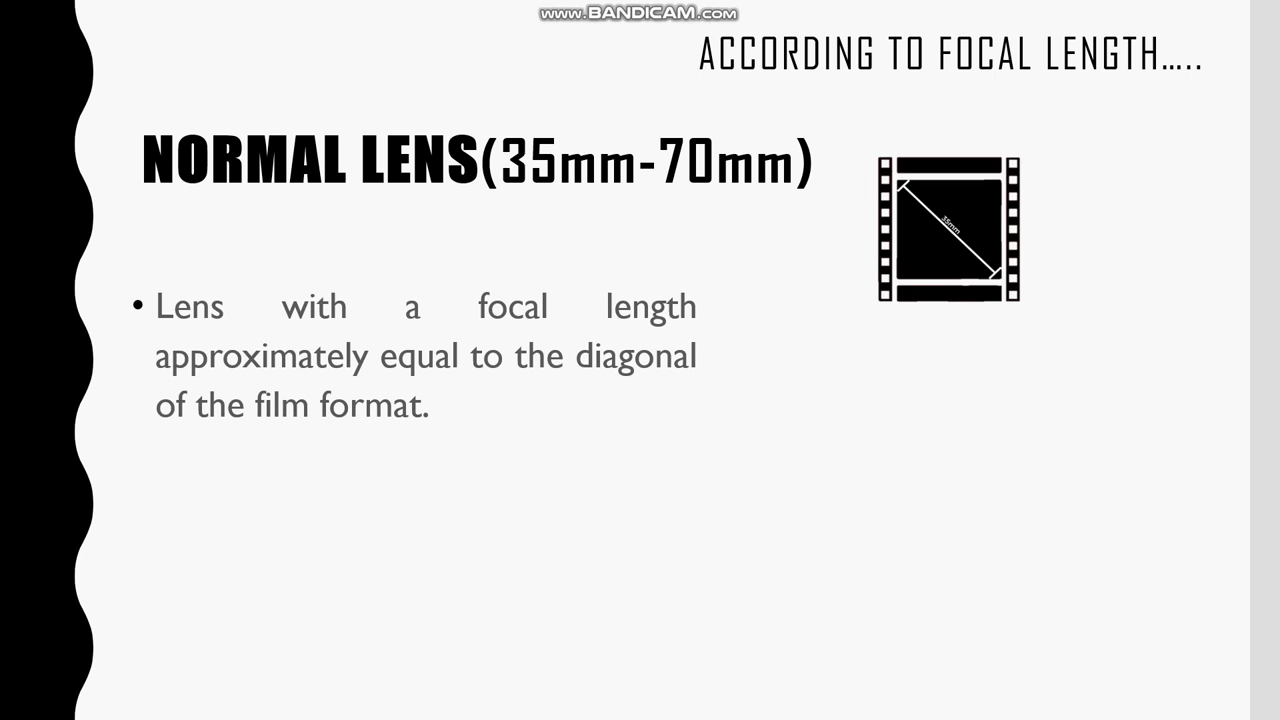 www.BANDICAM.com
ACCORDING TO FOCAL LENGTH.....
NORMAL LENS(35mm-70mm)
35mm
• Lens with a focal length
approximately equal to the diagonal
of the film format.